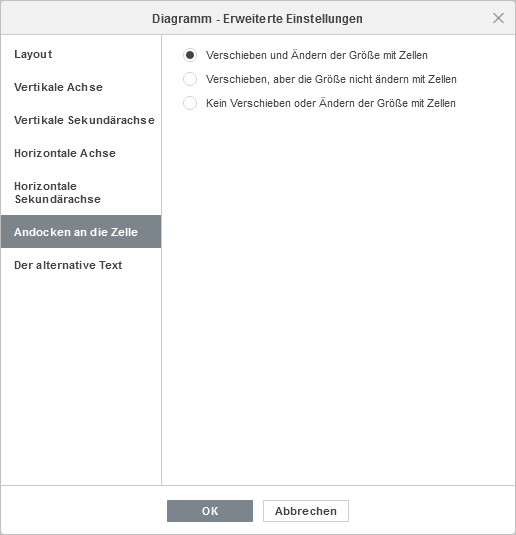 Diagramm - Erweiterte Einstellungen
Layout
Vertikale Achse
Vertikale Sekundärachse
Horizontale Achse
Horizontale
Sekundärachse
Andocken an die Zelle
Der alternative Text
Verschieben und Ändern der Größe mit Zellen
Verschieben, aber die Größe nicht ändern mit Zellen
Kein Verschieben oder Ändern der Größe mit Zellen
OK
Abbrechen